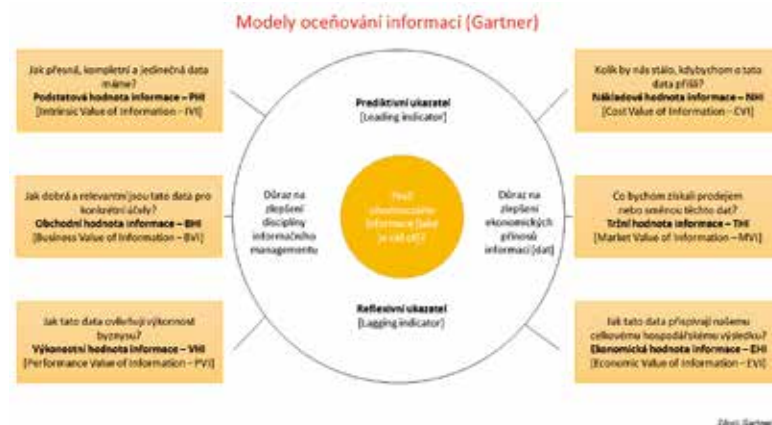 Modely oceňování informací (Gartner)
Jak přesná, kompletní a jedinečná data
máme?
Podstatová hodnota informace – PHI
[Intrinsic Value of Information – IVI]
Jak dobrá a relevantní jsou tato data pro
konkrétní účely?
Obchodní hodnota informace – BHI
[Business Value of Information – BVI]
Jak tato data ovlivňují výkonnost
byznysu?
Výkonostní hodnota informace – VHI
[Performance Value of Information – PVI]
Prediktivní ukazatel
[Leading indicator]
Důraz na
zlepšení
disciplíny
informačního
managementu
informace
Důraz na
zlepšení
ekonomických
přínosů
informací [dat]
Reflexivní ukazatel
[Lagging indicator]
Kolik by nás stálo, kdybychom o tato
data přišli?
Nákladová hodnota informace – NHI
[Cost Value of Information – CVI]
Co bychom získali prodejem
nebo směnou těchto dat?
Tržní hodnota informace – THI
[Market Value of Information – MVI]
Jak tato data přispívají našemu
celkovému hospodářskému výsledku?
Ekonomická hodnota informace – EHI
[Economic Value of Information – EVI]
Zdroj: Gartner